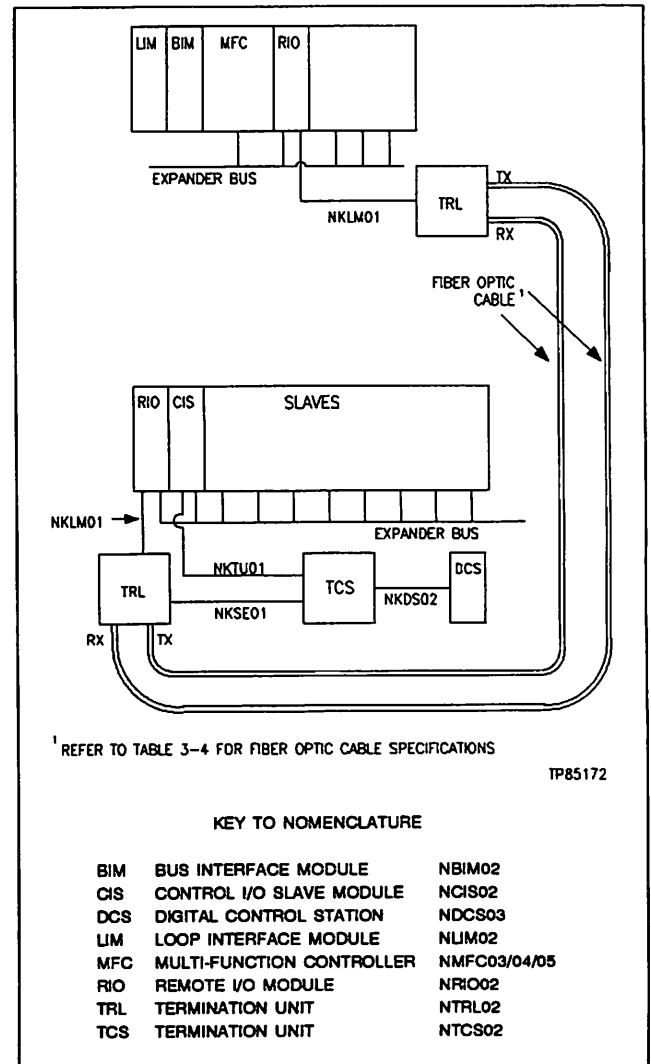 LIM BIM MFC RIO
EXPANDER BUS
NKLM01
TRL
TX
RX
FIBER OPTIC
CABLE 1
RIO CIS SLAVES
NKLM01
EXPANDER BUS
TRL
NKTU01
NKSE01
TCS
NKDS02
DCS
RX TX
1 REFER TO TABLE 3-4 FOR FIBER OPTIC CABLE SPECIFICATIONS
TP85172
KEY TO NOMENCLATURE
BIM BUS INTERFACE MODULE NBIM02
CIS CONTROL I/O SLAVE MODULE NCIS02
DCS DIGITAL CONTROL STATION NDCS03
LIM LOOP INTERFACE MODULE NLIM02
MFC MULTI-FUNCTION CONTROLLER NMFC03/04/05
RIO REMOTE I/O MODULE NRIO02
TRL TERMINATION UNIT NTRL02
TCS TERMINATION UNIT NTCS02